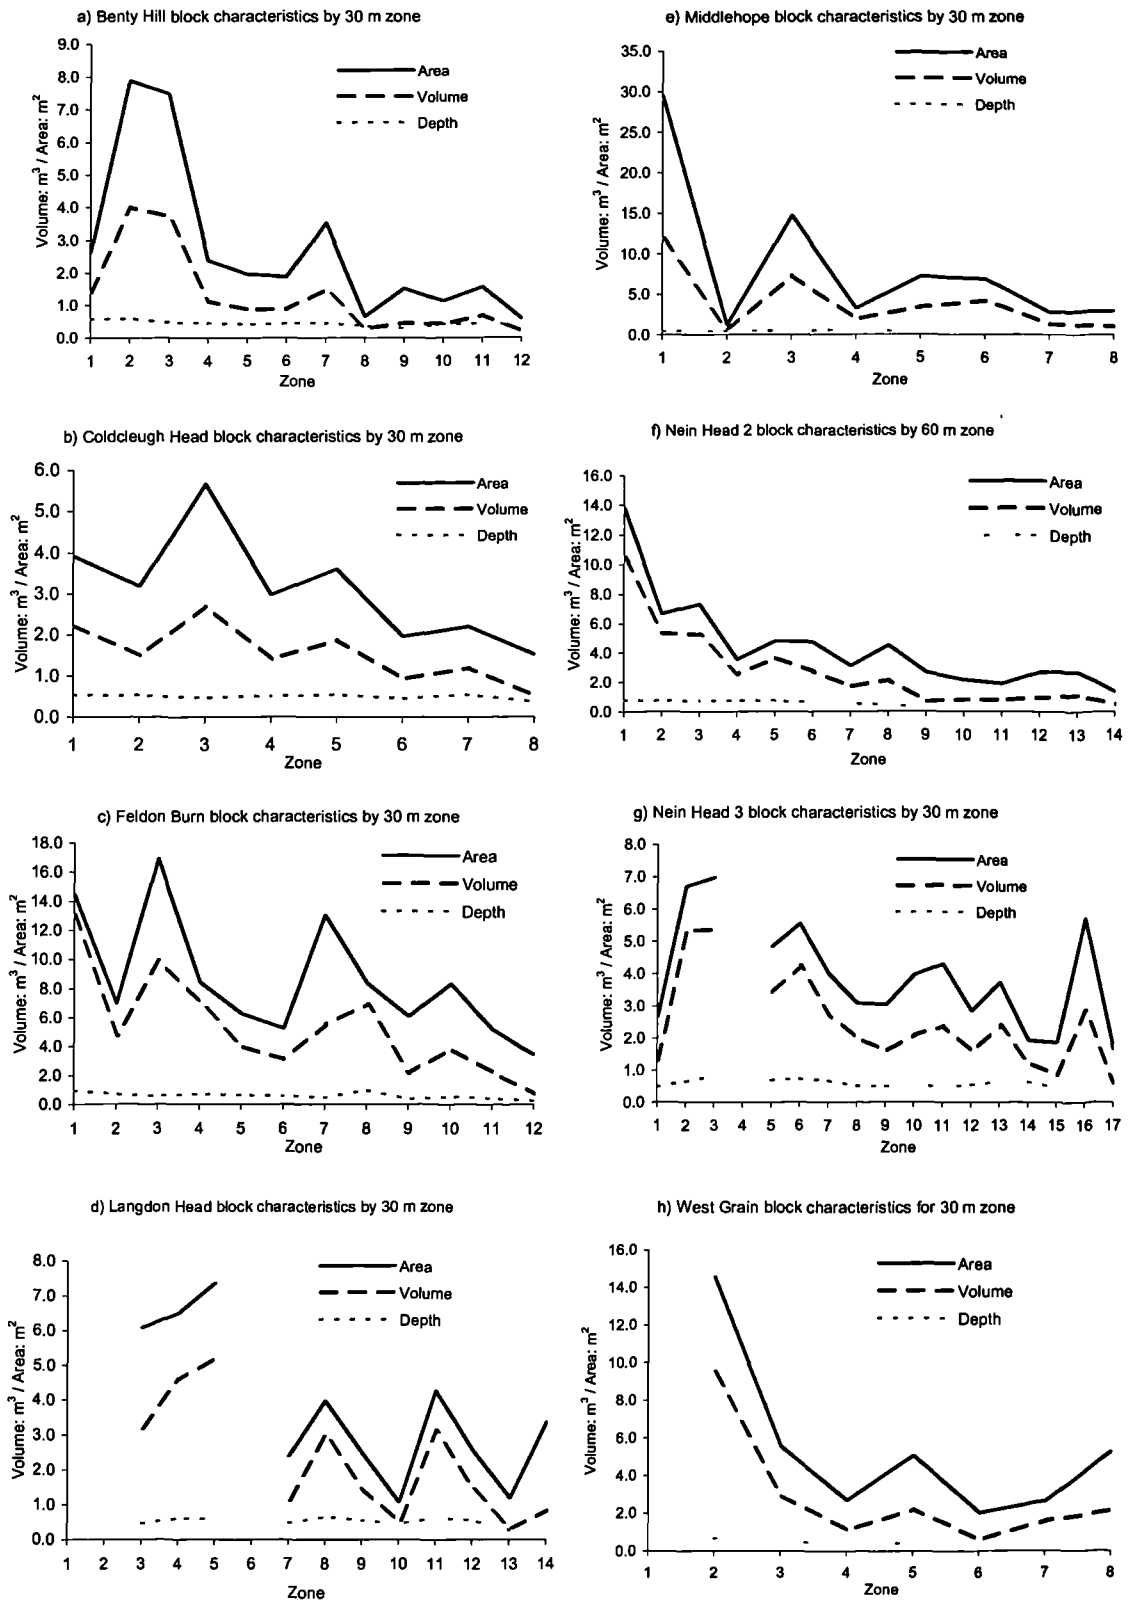 a) Benty Hill block characteristics by 30 m zone
9.0
8.0
7.0
6.0
5.0
4.0
3.0
2.0
1.0
0.0
Volume: m³ / Area: m²
Area
Volume
Depth
1 2 3 4 5 6 7 8 9 10 11 12
Zone
b) Coldcleugh Head block characteristics by 30 m zone
6.0
5.0
4.0
3.0
2.0
1.0
0.0
Volume: m³ / Area: m²
Area
Volume
Depth
1 2 3 4 5 6 7 8
Zone
c) Feldon Burn block characteristics by 30 m zone
18.0
16.0
14.0
12.0
10.0
8.0
6.0
4.0
2.0
0.0
Volume: m³ / Area: m²
Area
Volume
Depth
1 2 3 4 5 6 7 8 9 10 11 12
Zone
d) Langdon Head block characteristics by 30 m zone
8.0
7.0
6.0
5.0
4.0
3.0
2.0
1.0
0.0
Volume: m³ / Area: m²
Area
Volume
Depth
1 2 3 4 5 6 7 8 9 10 11 12 13 14
Zone
e) Middlehope block characteristics by 30 m zone
35.0
30.0
25.0
20.0
15.0
10.0
5.0
0.0
Volume: m³ / Area: m²
Area
Volume
Depth
1 2 3 4 5 6 7 8
Zone
f) Nein Head 2 block characteristics by 60 m zone
16.0
14.0
12.0
10.0
8.0
6.0
4.0
2.0
0.0
Volume: m³ / Area: m²
Area
Volume
Depth
1 2 3 4 5 6 7 8 9 10 11 12 13 14
Zone
g) Nein Head 3 block characteristics by 30 m zone
8.0
7.0
6.0
5.0
4.0
3.0
2.0
1.0
0.0
Volume: m³ / Area: m²
Area
Volume
Depth
1 2 3 4 5 6 7 8 9 10 11 12 13 14 15 16 17
Zone
h) West Grain block characteristics for 30 m zone
16.0
14.0
12.0
10.0
8.0
6.0
4.0
2.0
0.0
Volume: m³ / Area: m²
Area
Volume
Depth
1 2 3 4 5 6 7 8
Zone